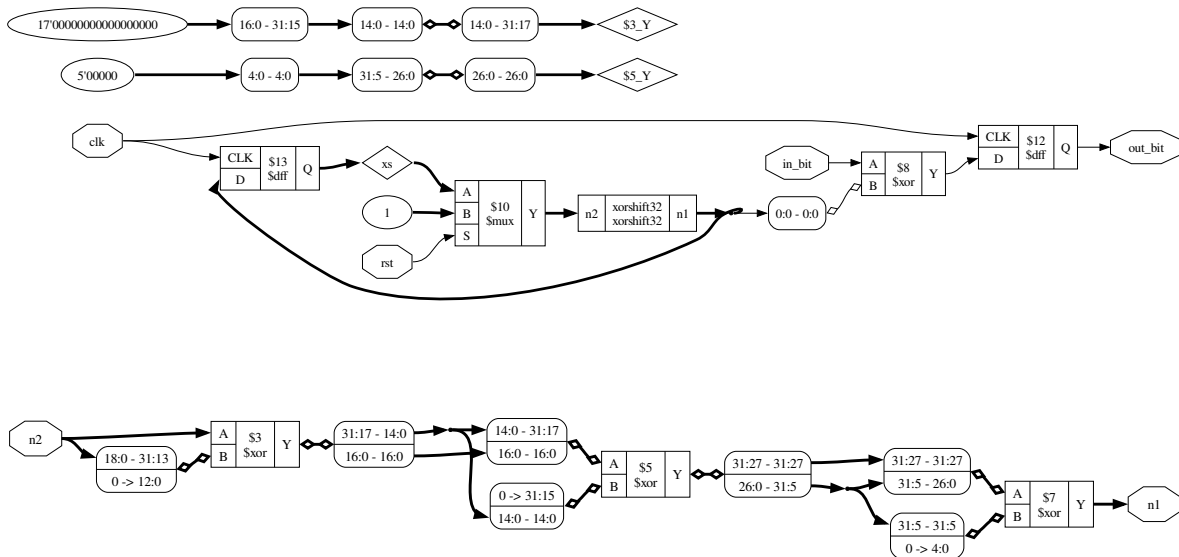 17'00000000000000000
16:0 - 31:15
14:0 - 14:0
14:0 - 31:17
$3_Y
5'00000
4:0 - 4:0
31:5 - 26:0
26:0 - 26:0
$5_Y
clk
CLK
D
$13
$dff
Q
xs
1
rst
A
B
S
$10
$mux
Y
n2
xorshift32
xorshift32
n1
0:0 - 0:0
in_bit
A
B
$8
$xor
Y
CLK
D
$12
$dff
Q
out_bit
n2
18:0 - 31:13
0 -> 12:0
A
B
$3
$xor
Y
31:17 - 14:0
16:0 - 16:0
14:0 - 31:17
16:0 - 16:0
0 -> 31:15
14:0 - 14:0
A
B
$5
$xor
Y
31:27 - 31:27
26:0 - 31:5
31:27 - 31:27
31:5 - 26:0
31:5 - 31:5
0 -> 4:0
A
B
$7
$xor
Y
n1